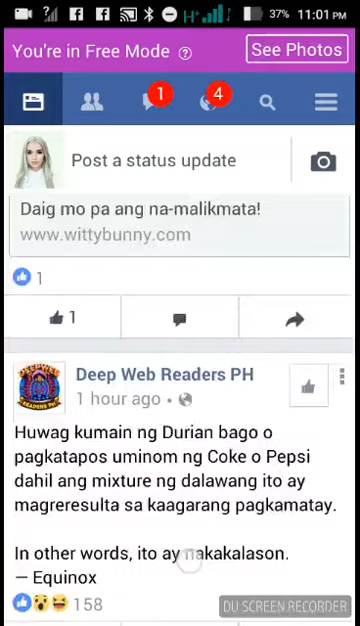 37% 11:01 PM
You're in Free Mode ?
See Photos
1
4
Post a status update
Daig mo pa ang na-malikmata!
www.wittybunny.com
1
1
DEEPWEB
READERS PH
Deep Web Readers PH
1 hour ago •
Huwag kumain ng Durian bago o
pagkatapos uminom ng Coke o Pepsi
dahil ang mixture ng dalawang ito ay
magreresulta sa kaagarang pagkamatay.
In other words, ito ay nakakalason.
— Equinox
158
DU SCREEN RECORDER